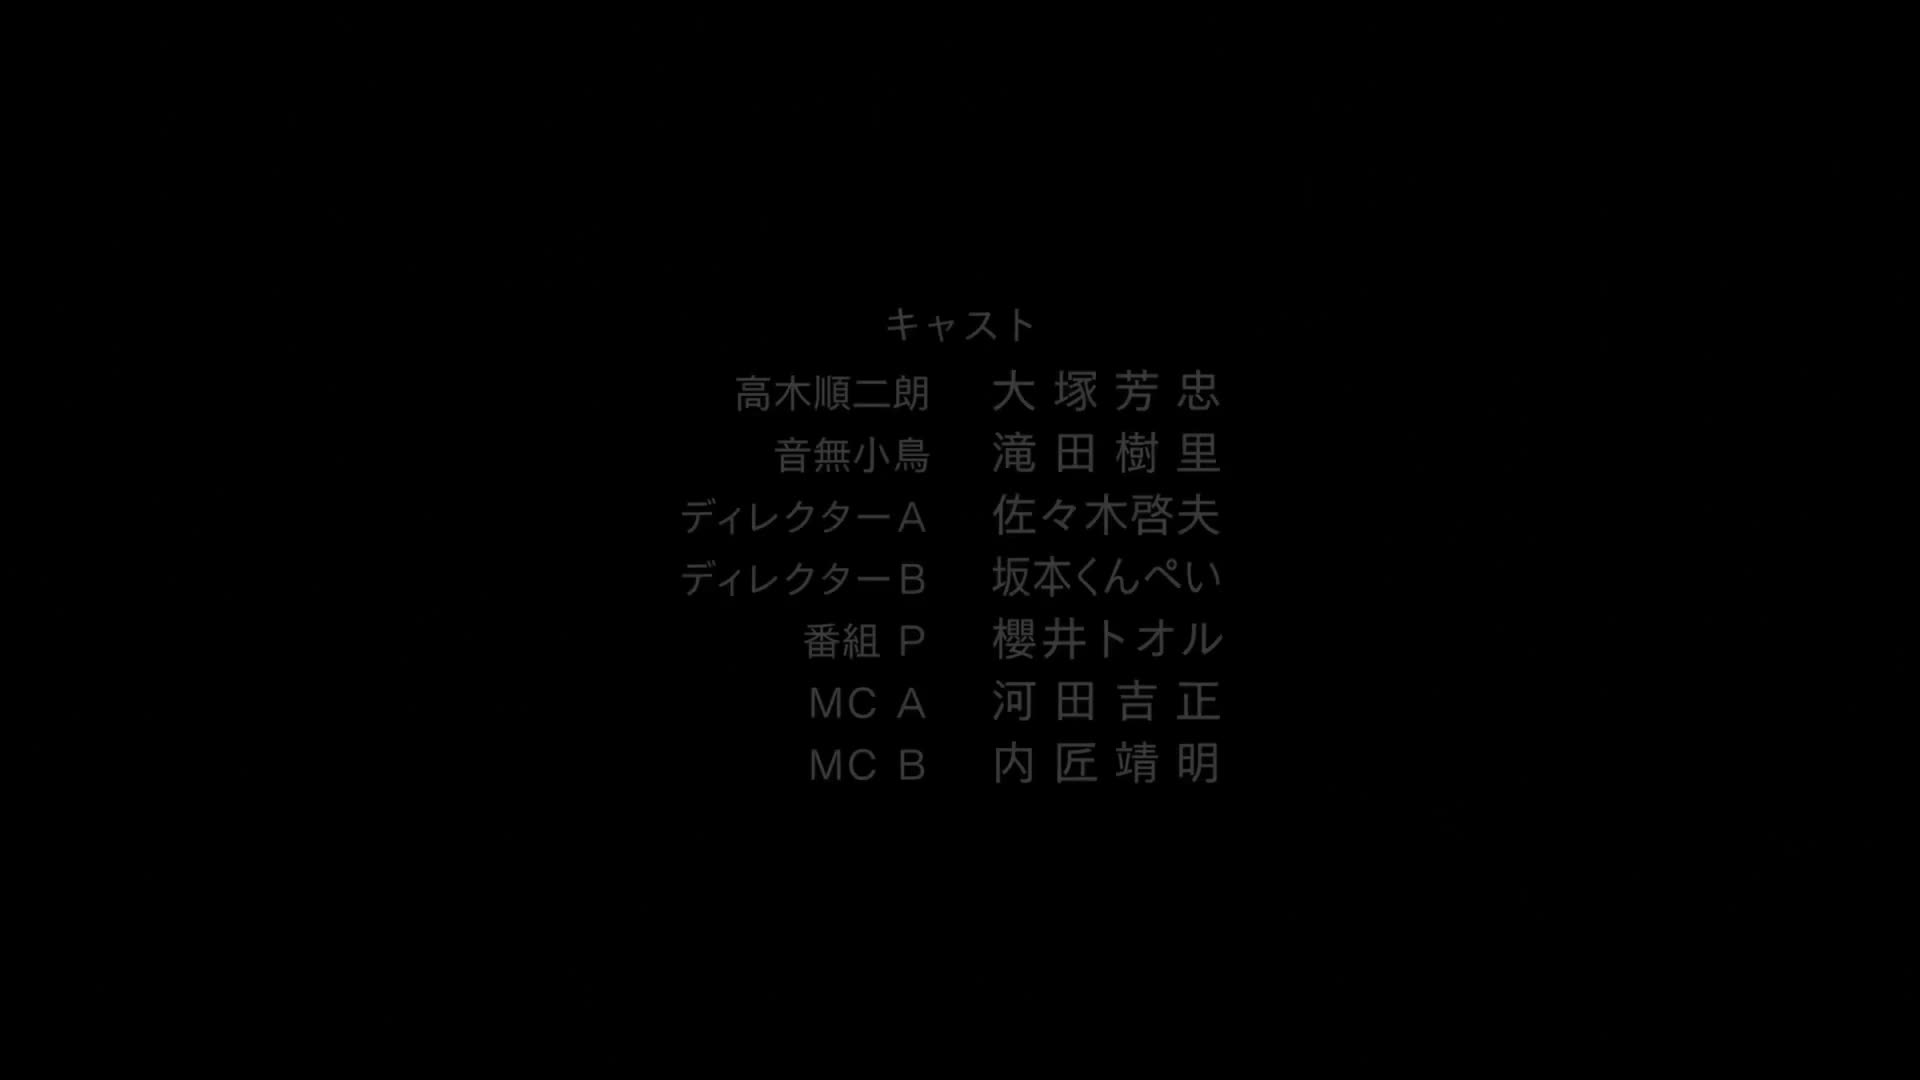 キャスト
高木順二朗 大塚芳忠
音無小鳥 滝田樹里
ディレクターA 佐々木啓夫
ディレクターB 坂本くんぺい
番組 P 櫻井トオル
MC A 河田吉正
MC B 内匠靖明